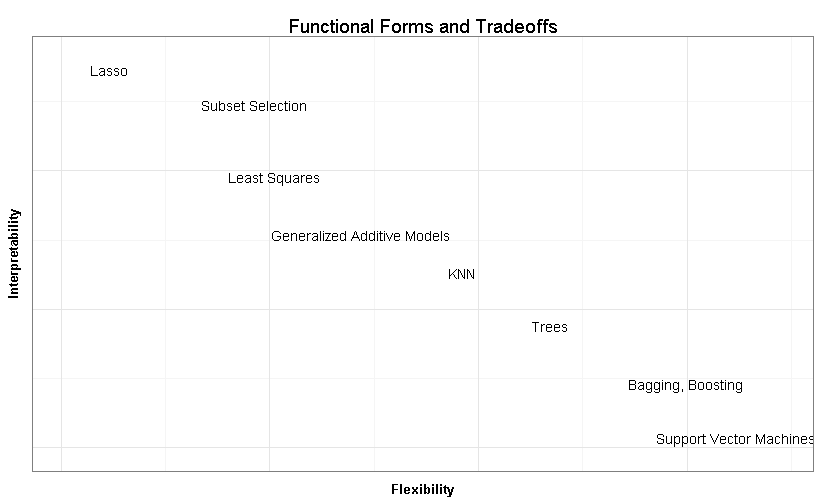 Functional Forms and Tradeoffs
Lasso
Subset Selection
Least Squares
Generalized Additive Models
KNN
Trees
Bagging, Boosting
Support Vector Machines
Interpretability
Flexibility